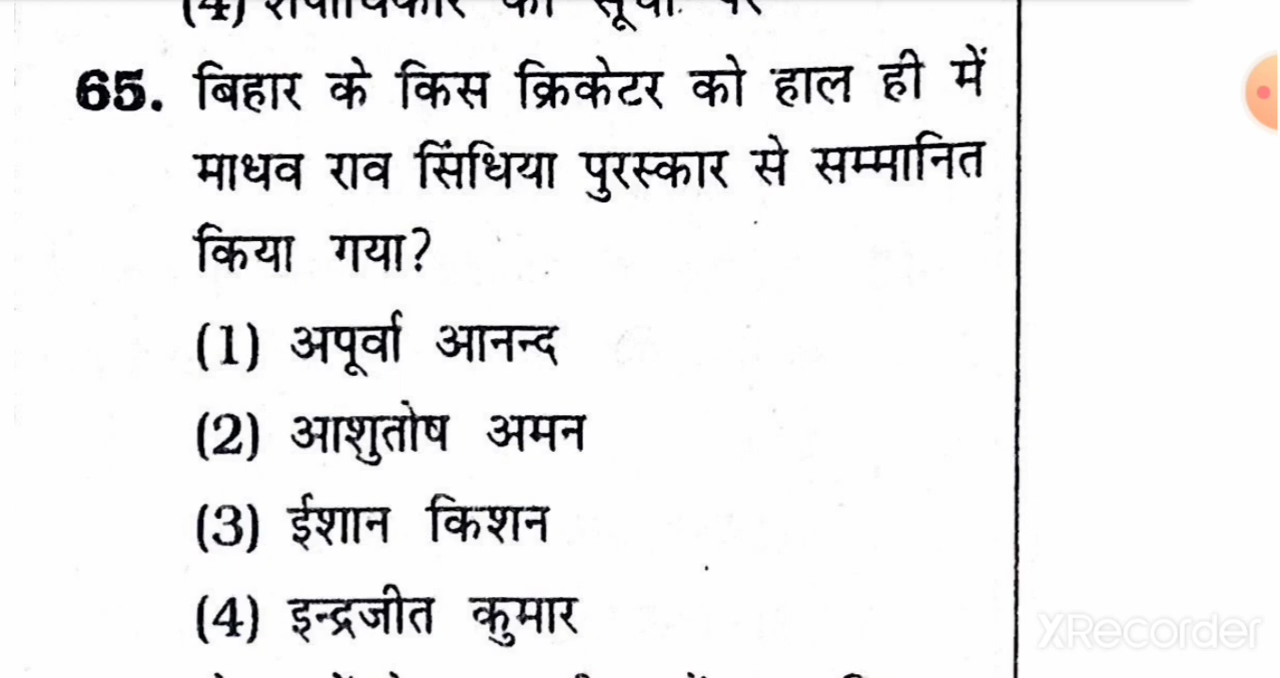 65. बिहार के किस क्रिकेटर को हाल ही में
माधव राव सिंधिया पुरस्कार से सम्मानित
किया गया?
(1) अपूर्वा आनन्द
(2) आशुतोष अमन
(3) ईशान किशन
(4) इन्द्रजीत कुमार
XRecorder